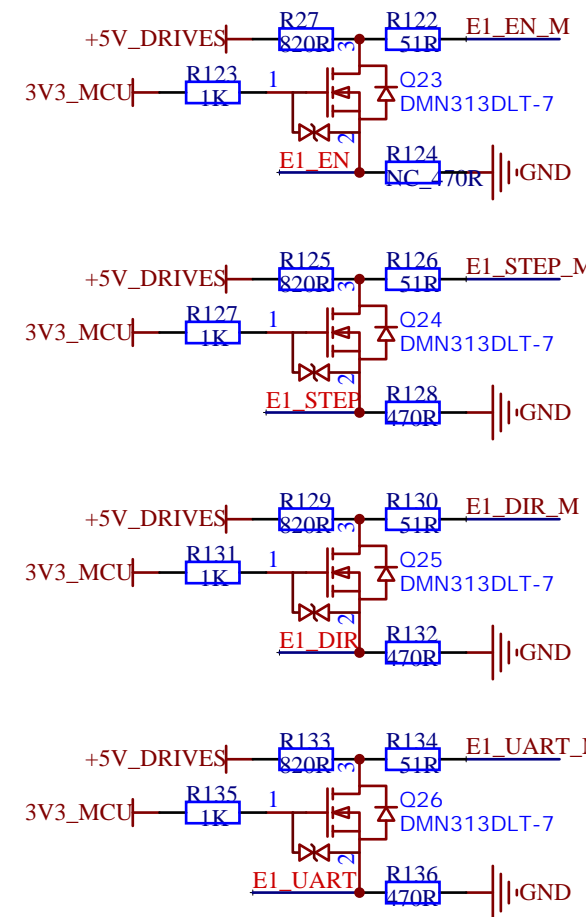 R27 R122 E1_EN_M
+5V_DRIVES 820R 3 51R
R123 1 Q23
3V3_MCU 1K DMN313DLT-7
2
E1_EN R124
NC_470R GND
R125 R126 E1_STEP_M
+5V_DRIVES 820R 3 51R
R127 1 Q24
3V3_MCU 1K DMN313DLT-7
2
E1_STEP R128
470R GND
R129 R130 E1_DIR_M
+5V_DRIVES 820R 3 51R
R131 1 Q25
3V3_MCU 1K DMN313DLT-7
2
E1_DIR R132
470R GND
R133 R134 E1_UART_
+5V_DRIVES 820R 3 51R
R135 1 Q26
3V3_MCU 1K DMN313DLT-7
2
E1_UART R136
470R GND